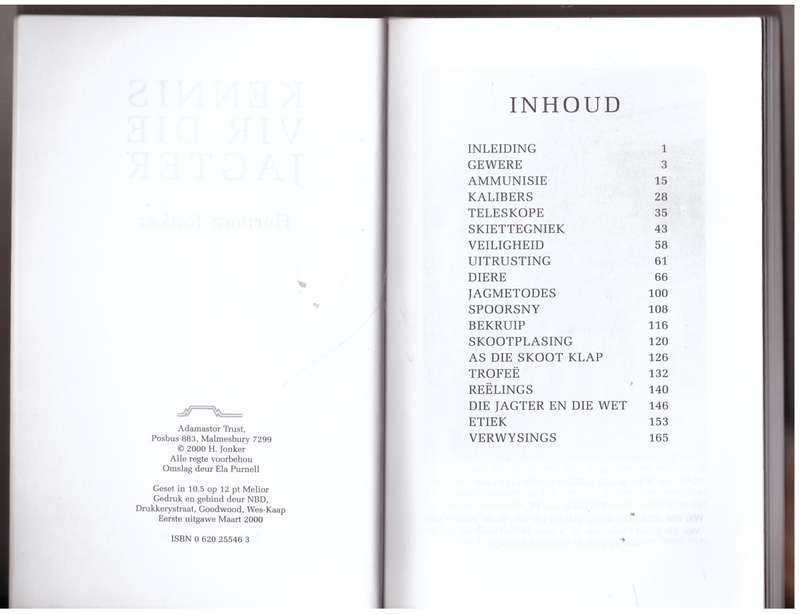 KENNIS
VIR DIE
JAGTER
Herman Jonker
Adamastor Trust,
Posbus 883, Malmesbury 7299
© 2000 H. Jonker
Alle regte voorbehou
Omslag deur Ela Purnell
Geset in 10.5 op 12 pt Melior
Gedruk en gebind deur NBD,
Drukkerystraat, Goodwood, Wes-Kaap
Eerste uitgawe Maart 2000
ISBN 0 620 25546 3
INHOUD
INLEIDING 1
GEWERE 3
AMMUNISIE 15
KALIBERS 28
TELESKOPE 35
SKIETTEGNIEK 43
VEILIGHEID 58
UITRUSTING 61
DIERE 66
JAGMETODES 100
SPOORSNY 108
BEKRUIP 116
SKOOTPLASING 120
AS DIE SKOOT KLAP 126
TROFEË 132
REËLINGS 140
DIE JAGTER EN DIE WET 146
ETIEK 153
VERWYSINGS 165